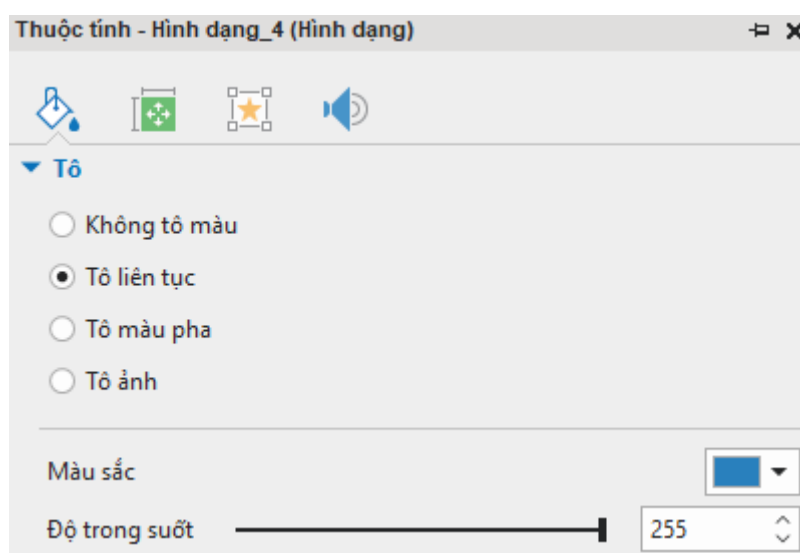 Thuộc tính - Hình dạng_4 (Hình dạng)
Tô
Không tô màu
Tô liên tục
Tô màu pha
Tô ảnh
Màu sắc
Độ trong suốt 255